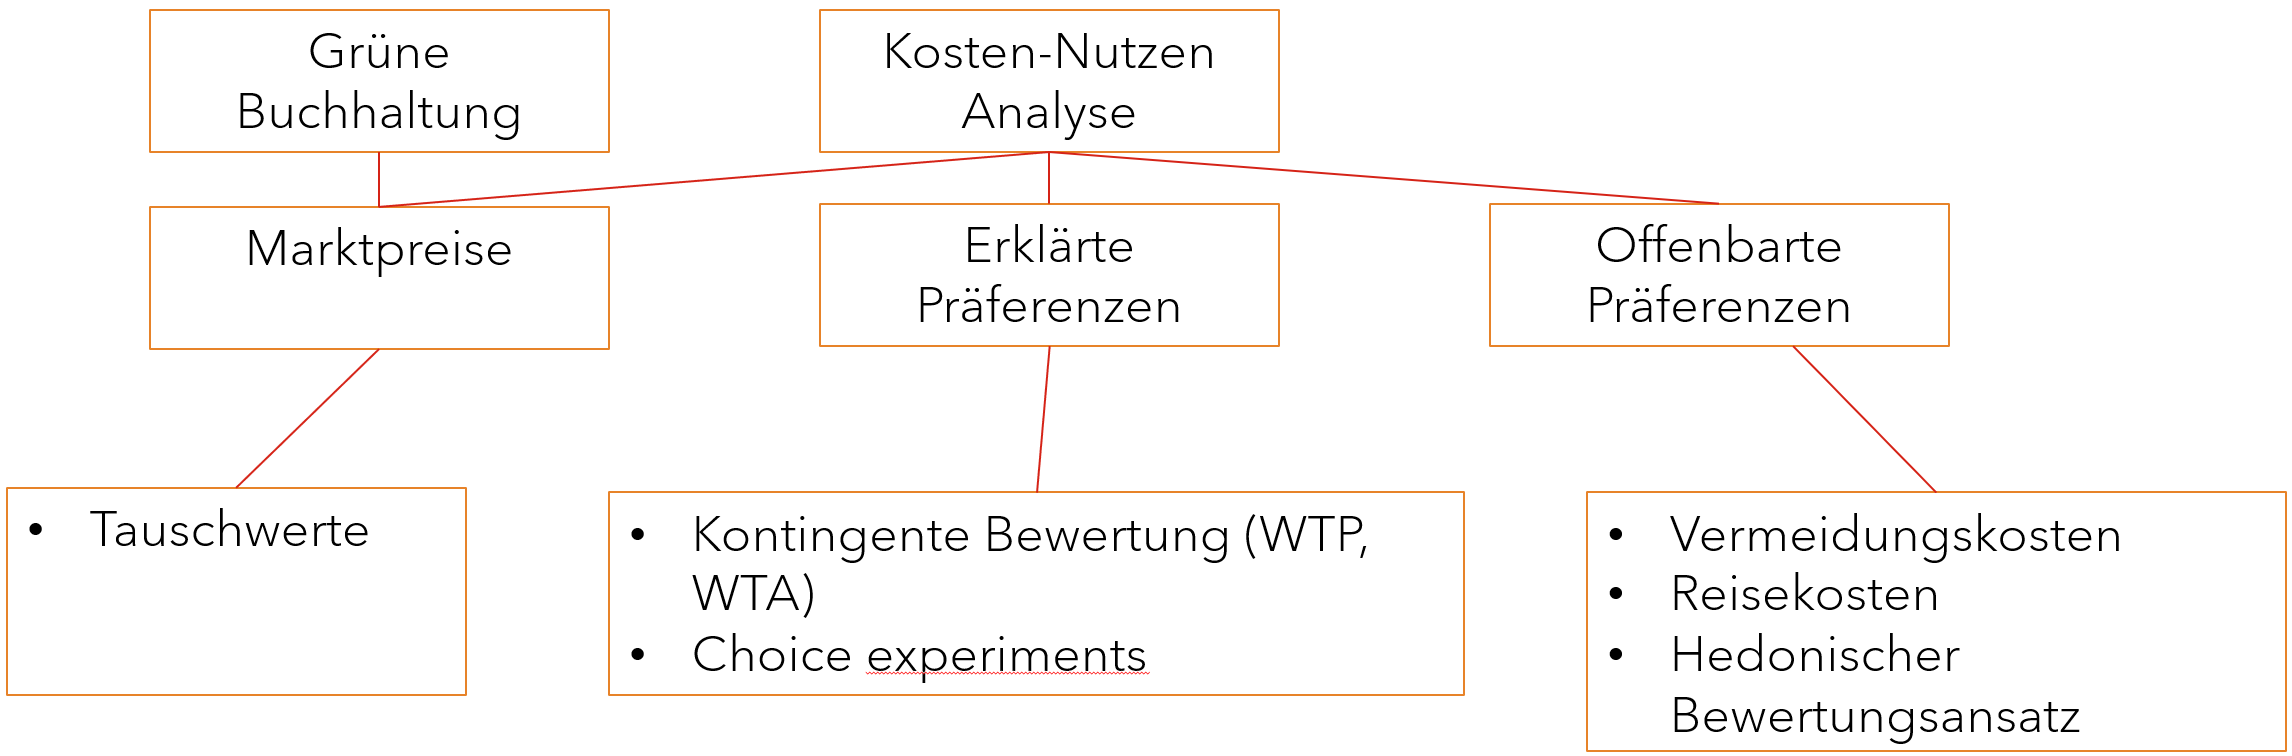 Grüne
Buchhaltung
Kosten-Nutzen
Analyse
Marktpreise
Erklärte
Präferenzen
Offenbarte
Präferenzen
• Tauschwerte
• Kontingente Bewertung (WTP,
WTA)
• Choice experiments
• Vermeidungskosten
• Reisekosten
• Hedonischer
Bewertungsansatz